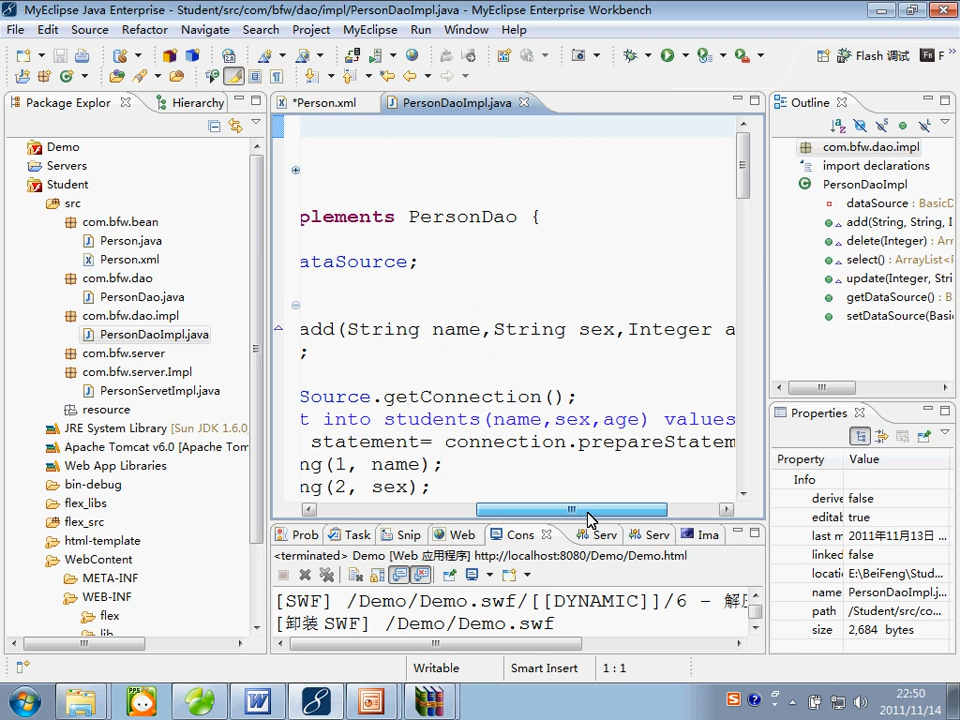 MyEclipse Java Enterprise - Student/src/com/bfw/dao/impl/PersonDaoImpl.java - MyEclipse Enterprise Workbench
File Edit Source Refactor Navigate Search Project MyEclipse Run Window Help
Flash 调试 Fb F »
Package Explor Hierarchy
*Person.xml PersonDaoImpl.java
Outline
Demo
Servers
Student
src
com.bfw.bean
Person.java
Person.xml
com.bfw.dao
PersonDao.java
com.bfw.dao.impl
PersonDaoImpl.java
com.bfw.server
com.bfw.server.Impl
PersonServetImpl.java
resource
JRE System Library [Sun JDK 1.6.0_
Apache Tomcat v6.0 [Apache Tom
Web App Libraries
bin-debug
flex_libs
flex_src
html-template
WebContent
META-INF
WEB-INF
flex
lib
plements PersonDao {
ataSource;
add(String name,String sex,Integer a
;
Source.getConnection();
t into students(name,sex,age) values
statement= connection.prepareStatem
ng(1, name);
ng(2, sex);
com.bfw.dao.impl
import declarations
PersonDaoImpl
dataSource : BasicD
add(String, String, I
delete(Integer) : Arr
select() : ArrayList<P
update(Integer, Stri
getDataSource() : B
setDataSource(Basi
Properties
Property Value
Info
derive false
editab true
last m 2011年11月13日 ...
linked false
locatio E:\BeiFeng\Stud...
name PersonDaoImpl.j...
path /Student/src/co...
size 2,684 bytes
Prob Task Snip Web Cons Serv Serv Ima
<terminated> Demo [Web 应用程序] http://localhost:8080/Demo/Demo.html
[SWF] /Demo/Demo.swf/[[DYNAMIC]]/6 - 解压
[卸装 SWF] /Demo/Demo.swf
Writable Smart Insert 1 : 1
22:50
2011/11/14